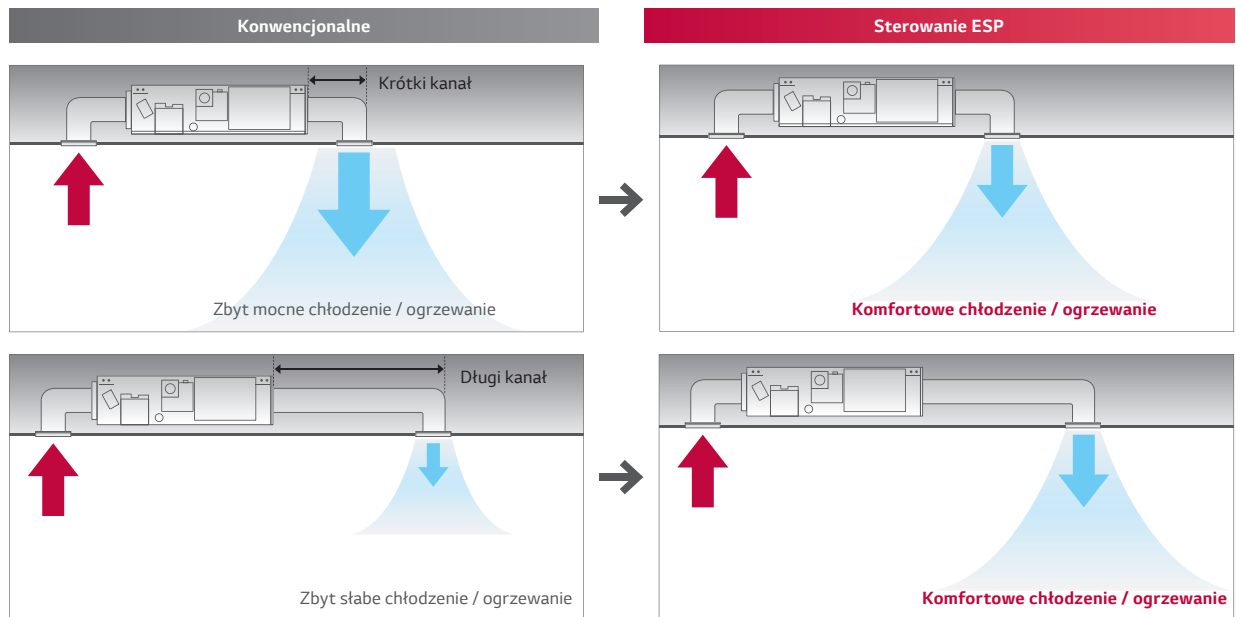 Konwencjonalne
Sterowanie ESP
Krótki kanał
Zbyt mocne chłodzenie / ogrzewanie
Komfortowe chłodzenie / ogrzewanie
Długi kanał
Zbyt słabe chłodzenie / ogrzewanie
Komfortowe chłodzenie / ogrzewanie